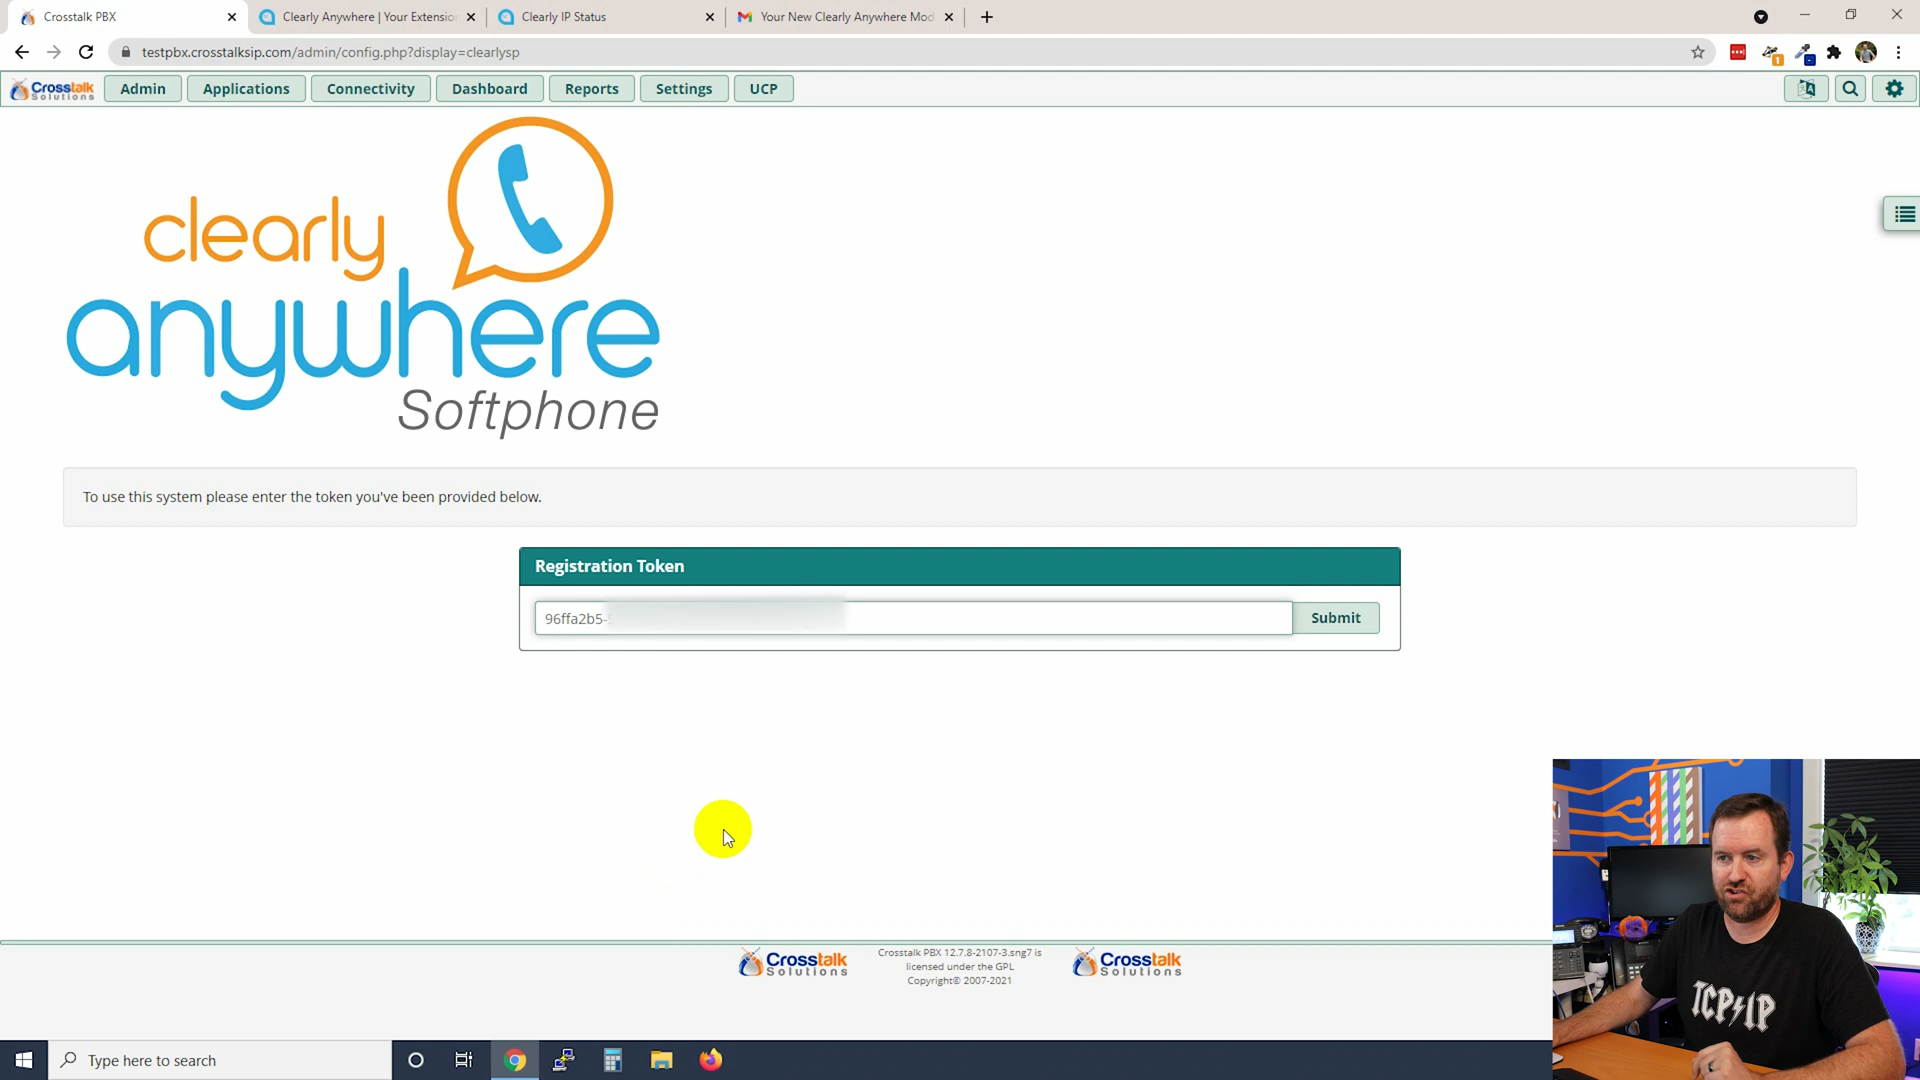 Crosstalk PBX
Clearly Anywhere | Your Extension
Clearly IP Status
Your New Clearly Anywhere Mod
testpbx.crosstalksip.com/admin/config.php?display=clearlysp
Crosstalk
Solutions
Admin
Applications
Connectivity
Dashboard
Reports
Settings
UCP
clearly
anywhere
Softphone
To use this system please enter the token you've been provided below.
Registration Token
96ffa2b5-
Submit
Crosstalk
Solutions
Crosstalk PBX 12.7.8-2107-3.sng7 is
licensed under the GPL
Copyright© 2007-2021
Crosstalk
Solutions
TCP/IP
Type here to search